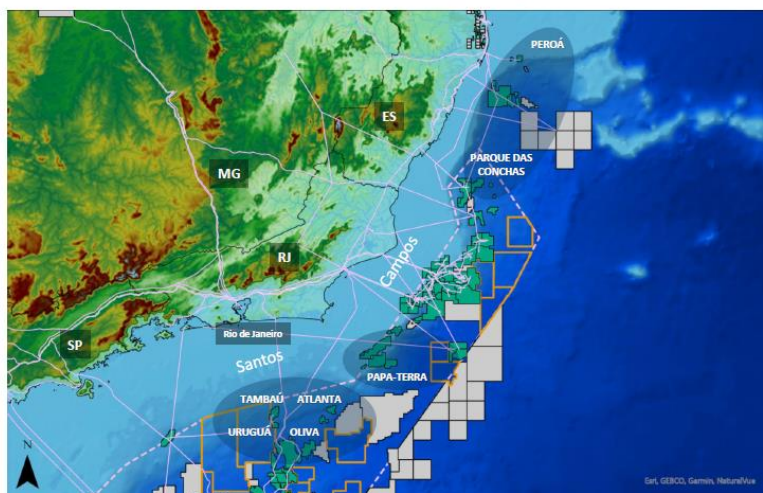 PEROÁ
ES
PARQUE DAS
CONCHAS
MG
Campos
RJ
Rio de Janeiro
SP
Santos
PAPA-TERRA
TAMBAÚ
ATLANTA
URUGUÁ
OLIVA
N
Esri, GEBCO, Garmin, NaturalVue